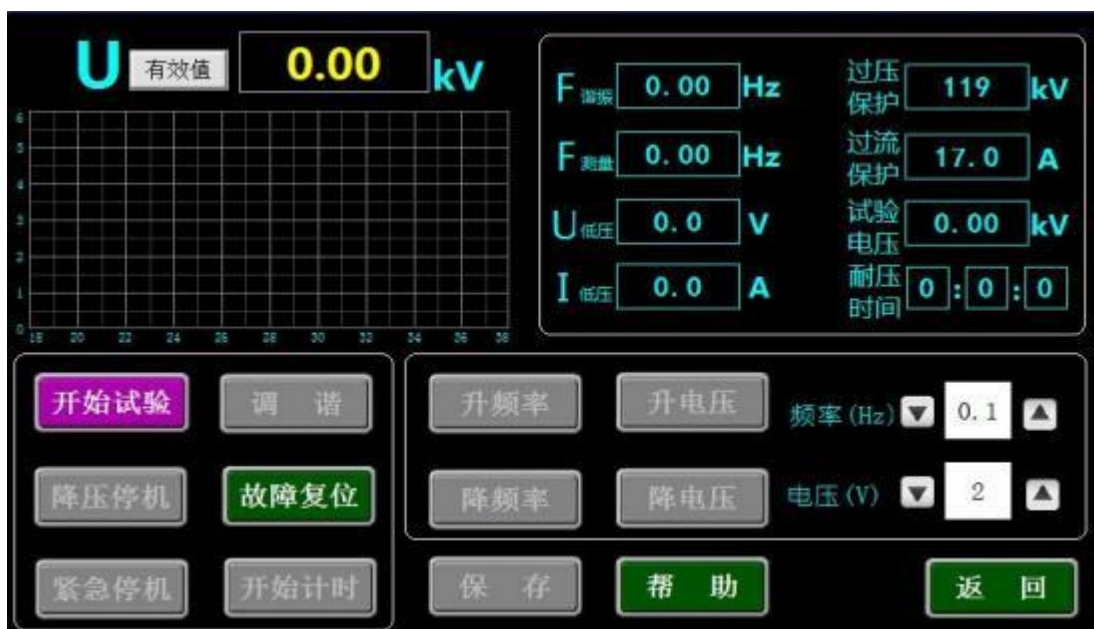 U 有效值 0.00 kV
6
5
4
3
2
1
0
18 20 22 24 26 28 30 32 34 36 38
F谐振 0.00 Hz
F测量 0.00 Hz
U低压 0.0 V
I低压 0.0 A
过压保护 119 kV
过流保护 17.0 A
试验电压 0.00 kV
耐压时间 0:0:0
开始试验 调谐
降压停机 故障复位
紧急停机 开始计时
升频率 升电压 频率(Hz) ▼ 0.1 ▲
降频率 降电压 电压(V) ▼ 2 ▲
保存 帮助 返回